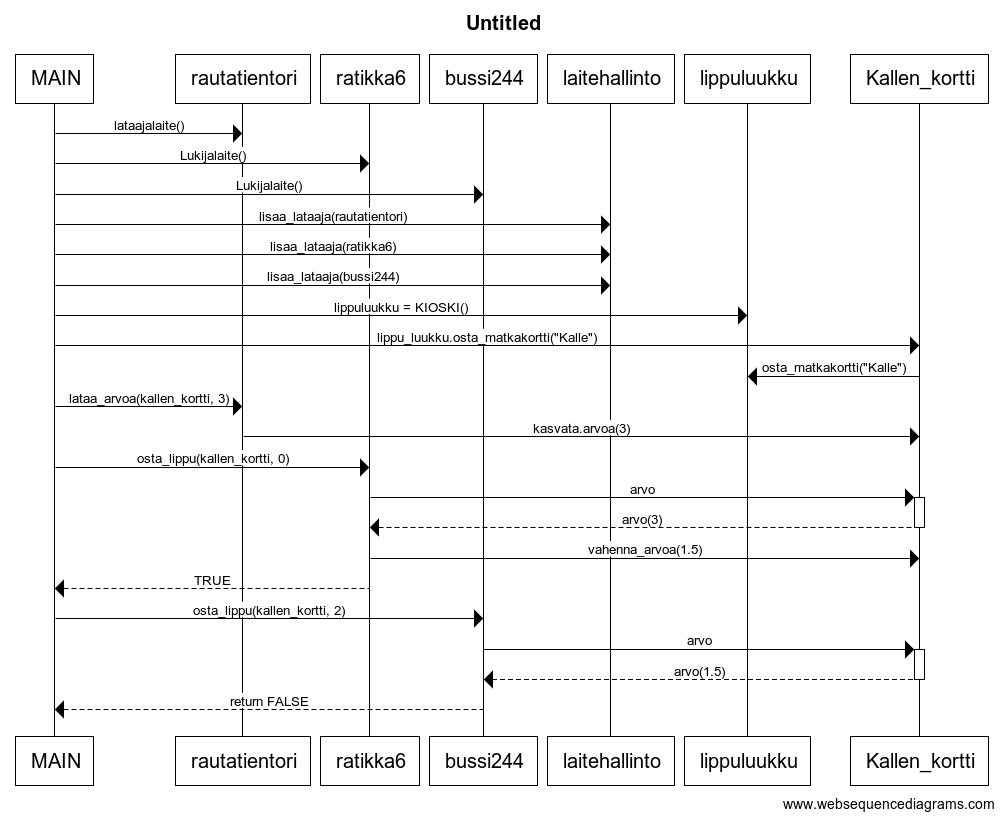 Untitled
MAIN rautatientori ratikka6 bussi244 laitehallinto lippuluukku Kallen_kortti
lataajalaite()
Lukijalaite()
Lukijalaite()
lisaa_lataaja(rautatientori)
lisaa_lataaja(ratikka6)
lisaa_lataaja(bussi244)
lippuluukku = KIOSKI()
lippu_luukku.osta_matkakortti("Kalle")
osta_matkakortti("Kalle")
lataa_arvoa(kallen_kortti, 3)
kasvata.arvoa(3)
osta_lippu(kallen_kortti, 0)
arvo
arvo(3)
vahenna_arvoa(1.5)
TRUE
osta_lippu(kallen_kortti, 2)
arvo
arvo(1.5)
return FALSE
MAIN rautatientori ratikka6 bussi244 laitehallinto lippuluukku Kallen_kortti
www.websequencediagrams.com